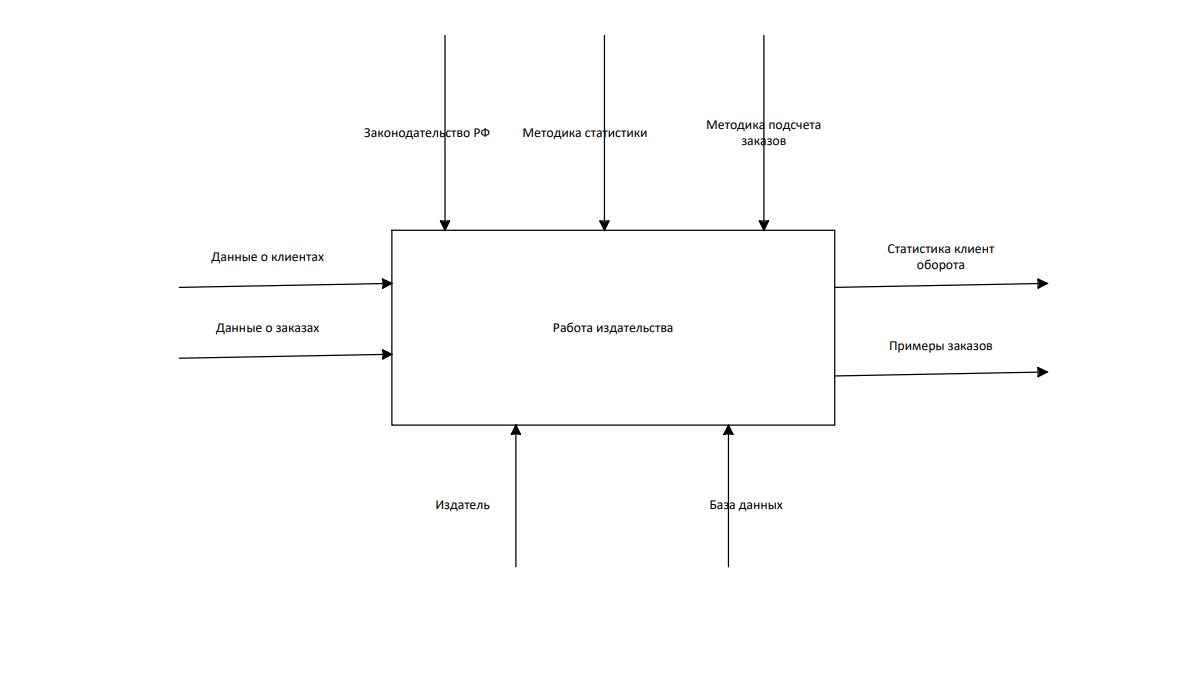 Законодательство РФ
Методика статистики
Методика подсчета
заказов
Данные о клиентах
Статистика клиент
оборота
Данные о заказах
Работа издательства
Примеры заказов
Издатель
База данных